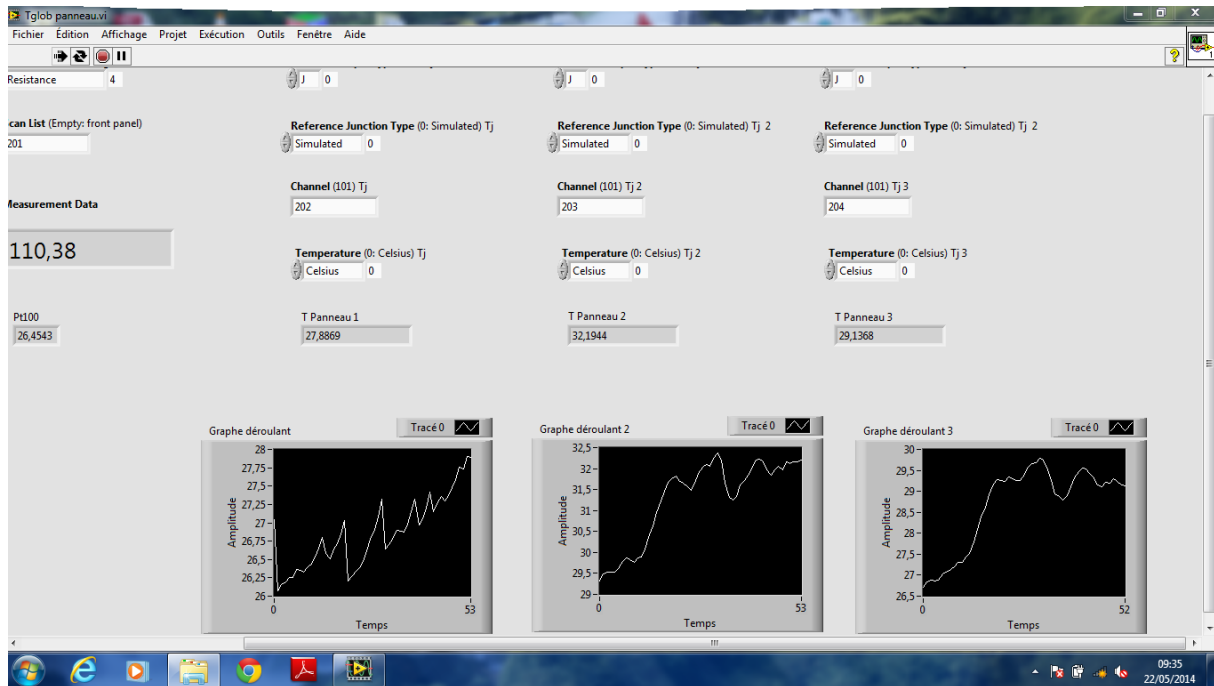 Tglob panneau.vi
Fichier Édition Affichage Projet Exécution Outils Fenêtre Aide
1
Resistance 4 J 0 J 0 J 0
can List (Empty: front panel) Reference Junction Type (0: Simulated) Tj Reference Junction Type (0: Simulated) Tj 2 Reference Junction Type (0: Simulated) Tj 2
201 Simulated 0 Simulated 0 Simulated 0
Channel (101) Tj Channel (101) Tj 2 Channel (101) Tj 3
Measurement Data 202 203 204
110,38 Temperature (0: Celsius) Tj Temperature (0: Celsius) Tj 2 Temperature (0: Celsius) Tj 3
Celsius 0 Celsius 0 Celsius 0
Pt100 T Panneau 1 T Panneau 2 T Panneau 3
26,4543 27,8869 32,1944 29,1368
Graphe déroulant Tracé 0
28
27,75
27,5
27,25
27
26,75
26,5
26,25
26
Amplitude
0 53
Temps
Graphe déroulant 2 Tracé 0
32,5
32
31,5
31
30,5
30
29,5
29
Amplitude
0 53
Temps
Graphe déroulant 3 Tracé 0
30
29,5
29
28,5
28
27,5
27
26,5
Amplitude
0 52
Temps
09:35
22/05/2014